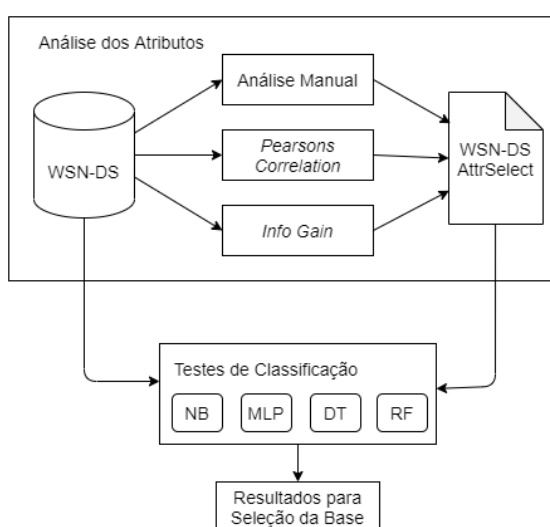 Análise dos Atributos
Análise Manual
WSN-DS
Pearsons
Correlation
WSN-DS
AttrSelect
Info Gain
Testes de Classificação
NB
MLP
DT
RF
Resultados para
Seleção da Base